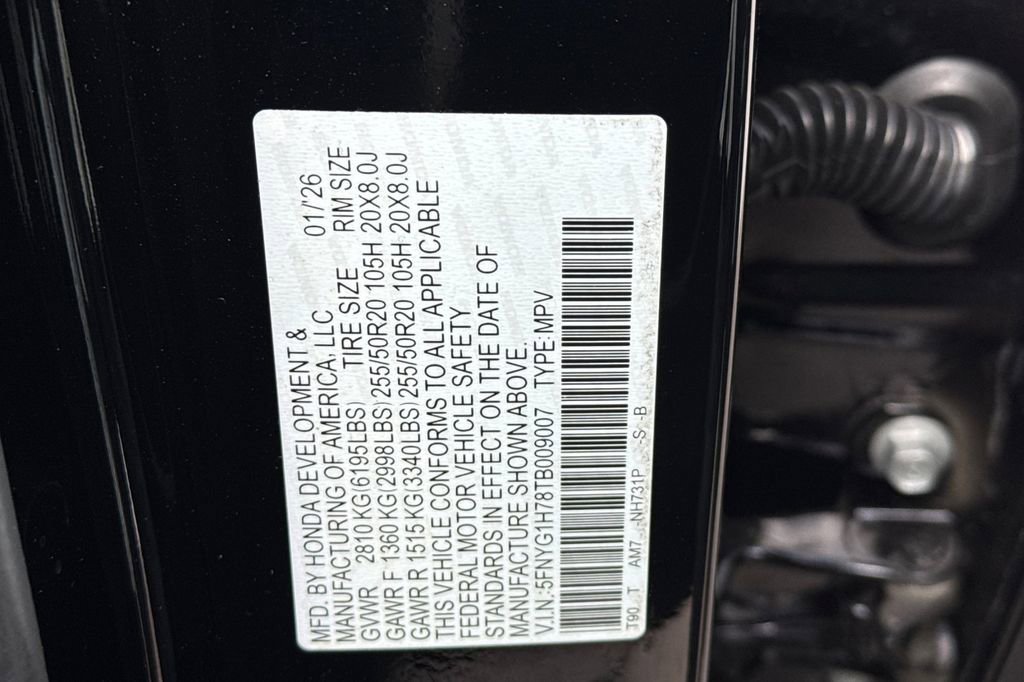 MFD. BY HONDA DEVELOPMENT &
MANUFACTURING OF AMERICA, LLC 01/'26
GVWR 2810 KG(6195LBS) TIRE SIZE RIM SIZE
GAWR F 1360 KG(2998LBS) 255/50R20 105H 20X8.0J
GAWR R 1515 KG(3340LBS) 255/50R20 105H 20X8.0J
THIS VEHICLE CONFORMS TO ALL APPLICABLE
FEDERAL MOTOR VEHICLE SAFETY
STANDARDS IN EFFECT ON THE DATE OF
MANUFACTURE SHOWN ABOVE.
V.I.N.:5FNYG1H78TB009007 TYPE:MPV
T90 T AM7 NH731P -S -B